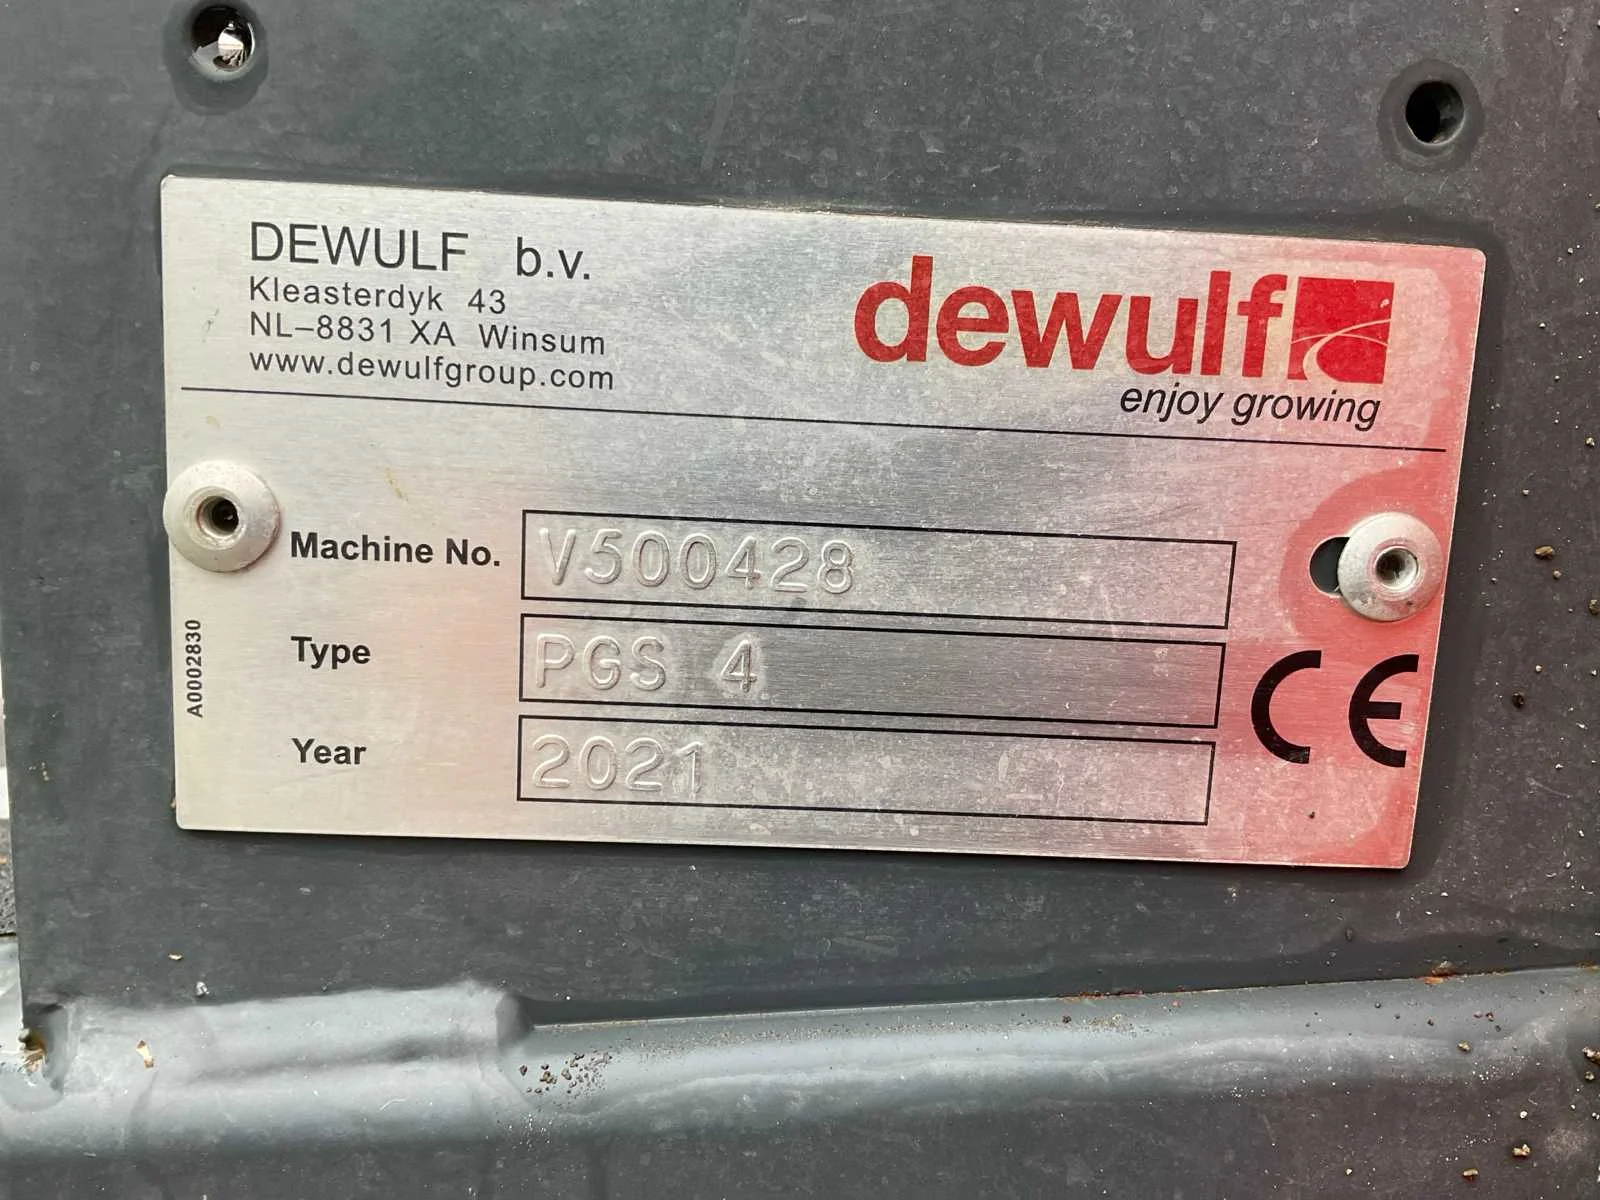 DEWULF b.v.
Kleasterdyk 43
NL-8831 XA Winsum
www.dewulfgroup.com
dewulf
enjoy growing
Machine No. V500428
Type PGS 4
Year 2021
A0002830
CE